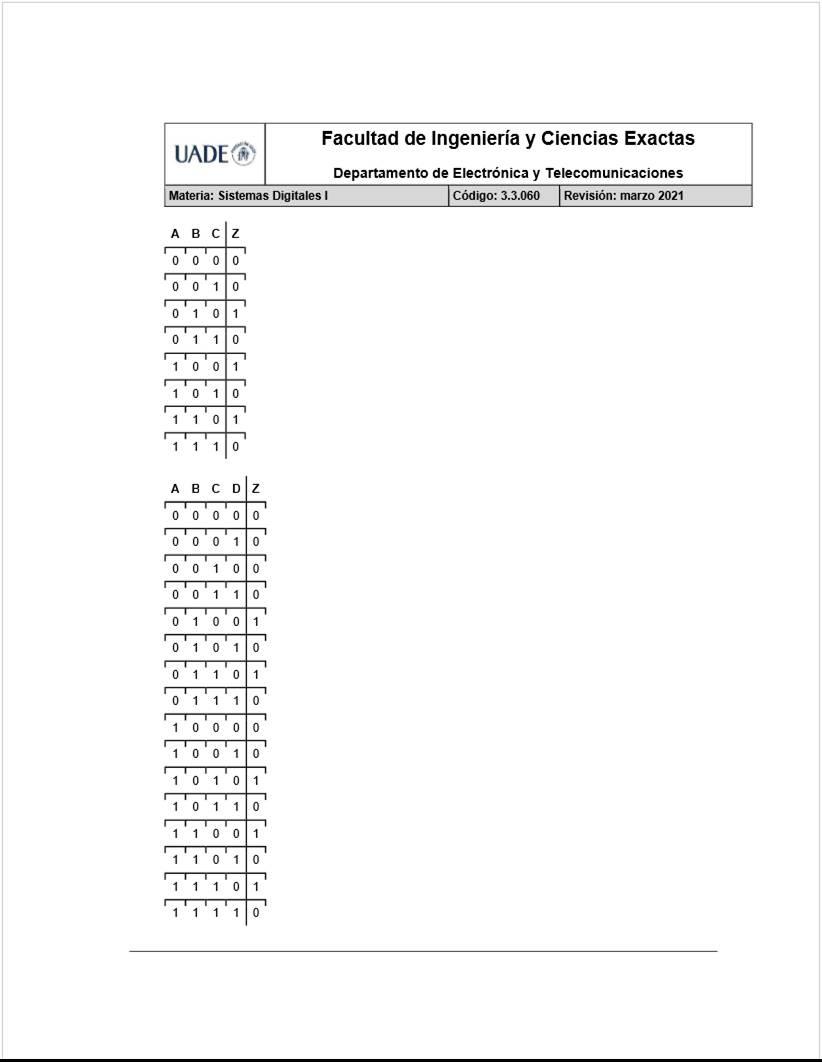 UADE
Facultad de Ingeniería y Ciencias Exactas
Departamento de Electrónica y Telecomunicaciones
Materia: Sistemas Digitales I Código: 3.3.060 Revisión: marzo 2021
A B C Z
0 0 0 0
0 0 1 0
0 1 0 1
0 1 1 0
1 0 0 1
1 0 1 0
1 1 0 1
1 1 1 0
A B C D Z
0 0 0 0 0
0 0 0 1 0
0 0 1 0 0
0 0 1 1 0
0 1 0 0 1
0 1 0 1 0
0 1 1 0 1
0 1 1 1 0
1 0 0 0 0
1 0 0 1 0
1 0 1 0 1
1 0 1 1 0
1 1 0 0 1
1 1 0 1 0
1 1 1 0 1
1 1 1 1 0